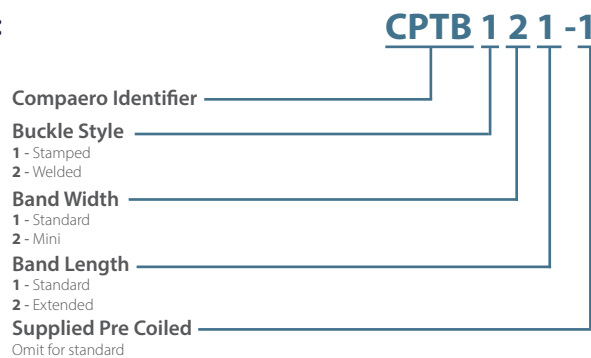 :
CPTB 1 2 1 -1
Compaero Identifier
Buckle Style
1 - Stamped
2 - Welded
Band Width
1 - Standard
2 - Mini
Band Length
1 - Standard
2 - Extended
Supplied Pre Coiled
Omit for standard